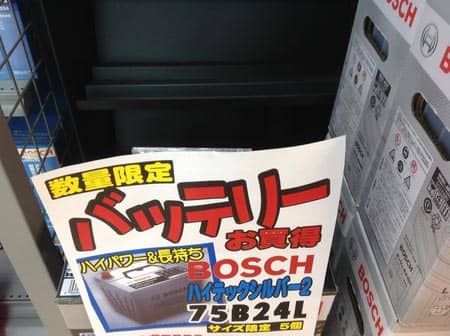 数量限定
バッテリー
お買得
ハイパワー&長持ち
BOSCH
ハイテックシルバー2
75B24L
サイズ限定 5個
BOSCH